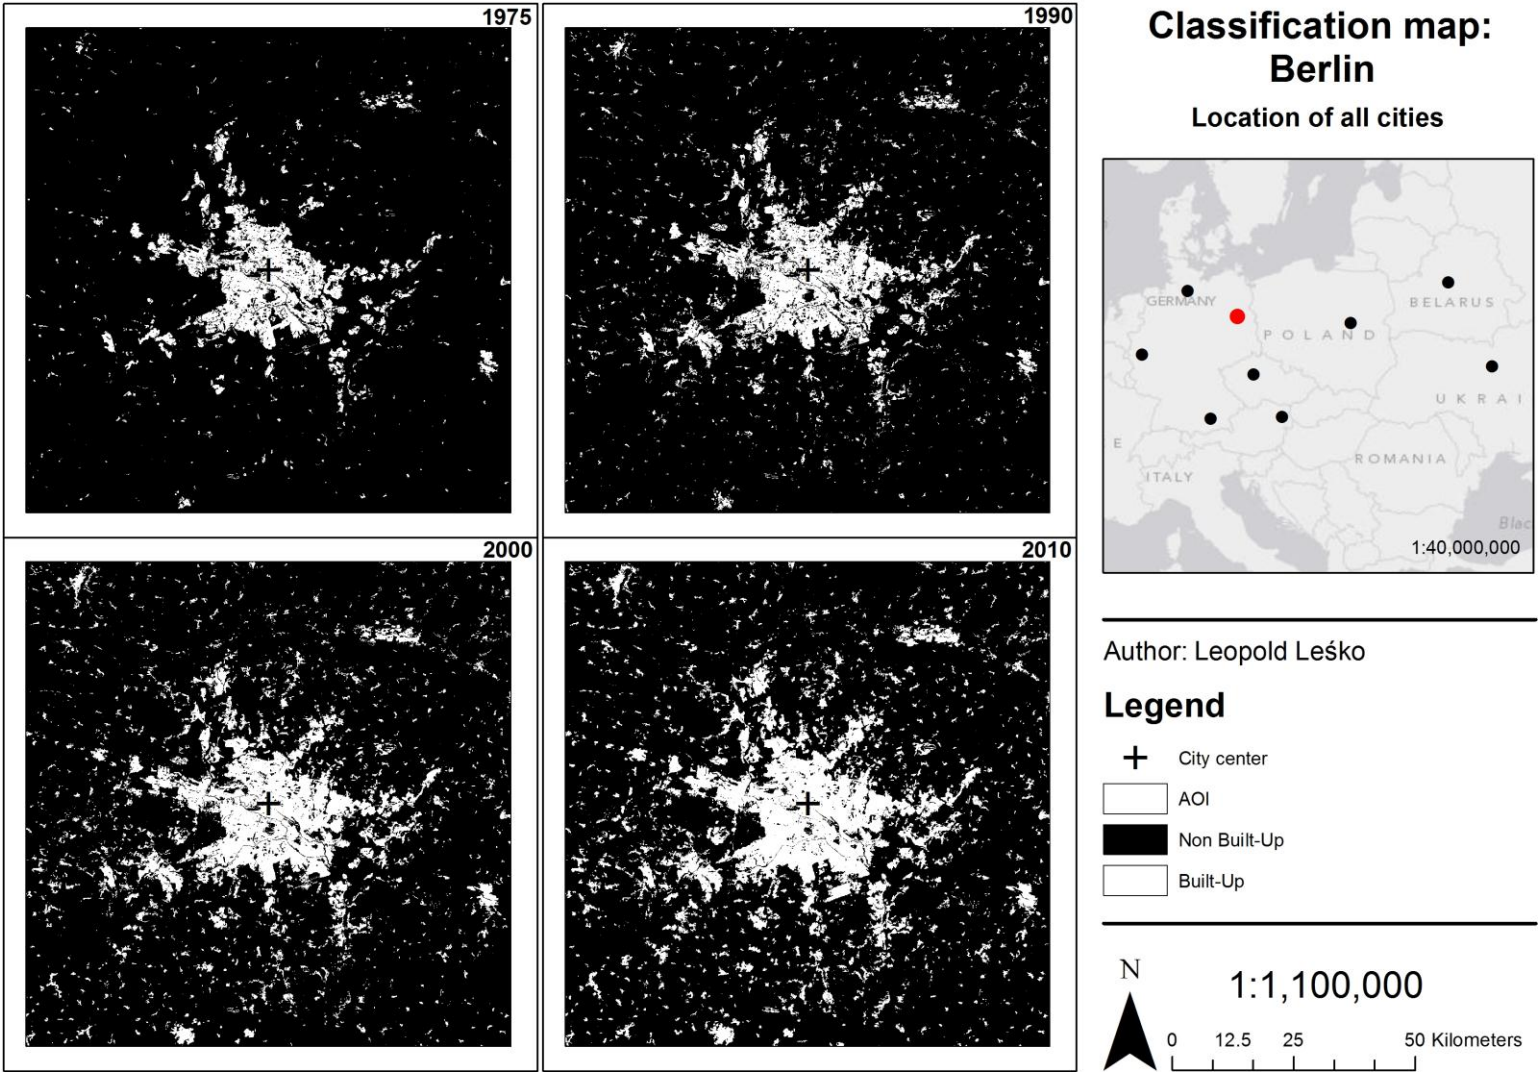 1975
1990
2000
2010
Classification map:
Berlin
Location of all cities
GERMANY
POLAND
BELARUS
UKRAI
ROMANIA
E
ITALY
Blac
1:40,000,000
Author: Leopold Leśko
Legend
City center
AOI
Non Built-Up
Built-Up
N
1:1,100,000
0 12.5 25 50 Kilometers